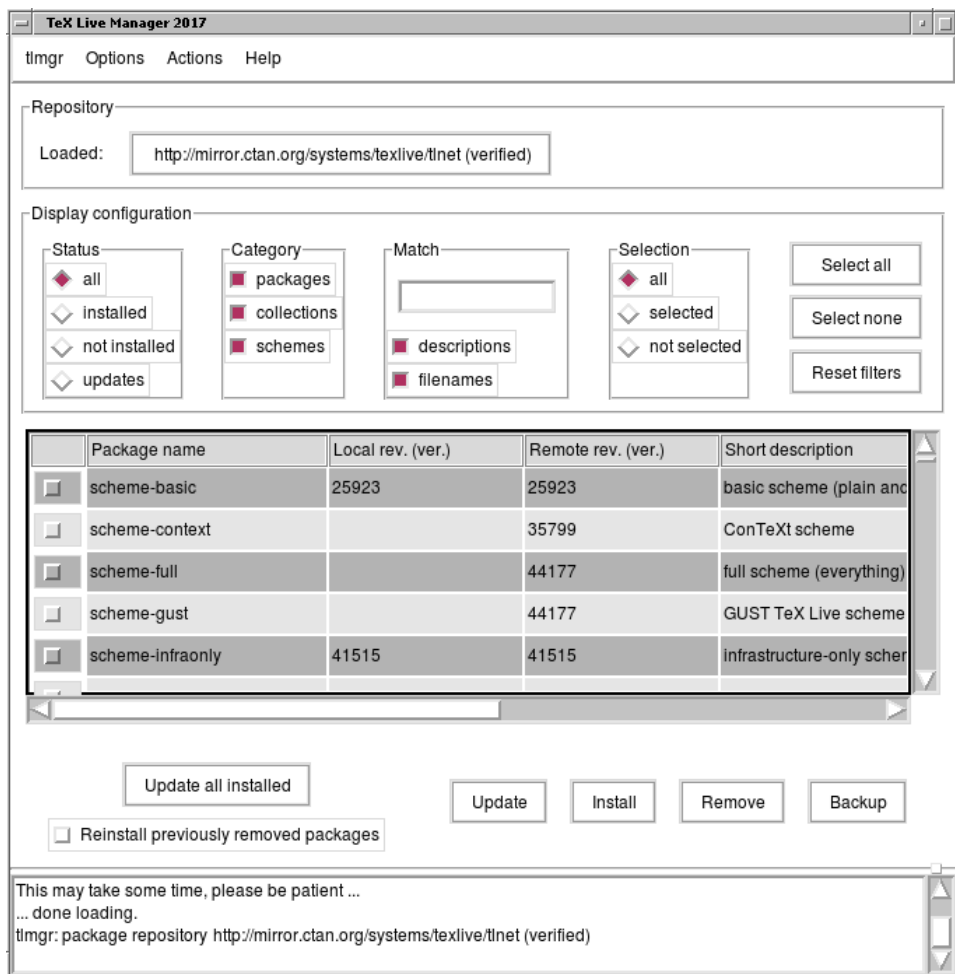 TeX Live Manager 2017
tlmgr Options Actions Help
Repository
Loaded: http://mirror.ctan.org/systems/texlive/tlnet (verified)
Display configuration
Status Category Match Selection
all packages all Select all
installed collections selected Select none
not installed schemes descriptions not selected
updates filenames Reset filters
Package name Local rev. (ver.) Remote rev. (ver.) Short description
scheme-basic 25923 25923 basic scheme (plain and
scheme-context 35799 ConTeXt scheme
scheme-full 44177 full scheme (everything)
scheme-gust 44177 GUST TeX Live scheme
scheme-infraonly 41515 41515 infrastructure-only scher
Update all installed Update Install Remove Backup
Reinstall previously removed packages
This may take some time, please be patient ...
... done loading.
tlmgr: package repository http://mirror.ctan.org/systems/texlive/tlnet (verified)